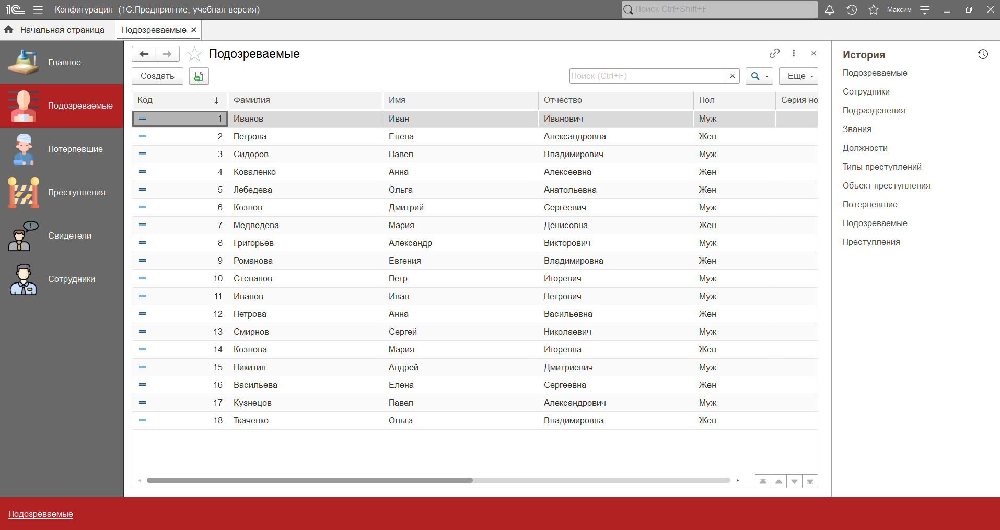 1С Конфигурация (1С:Предприятие, учебная версия) Поиск Ctrl+Shift+F Максим
Начальная страница Подозреваемые
Главное
Подозреваемые
Потерпевшие
Преступления
Свидетели
Сотрудники
Подозреваемые
Создать Поиск (Ctrl+F) Еще
Код Фамилия Имя Отчество Пол Серия но
1 Иванов Иван Иванович Муж
2 Петрова Елена Александровна Жен
3 Сидоров Павел Владимирович Муж
4 Коваленко Анна Алексеевна Жен
5 Лебедева Ольга Анатольевна Жен
6 Козлов Дмитрий Сергеевич Муж
7 Медведева Мария Денисовна Жен
8 Григорьев Александр Викторович Муж
9 Романова Евгения Владимировна Жен
10 Степанов Петр Игоревич Муж
11 Иванов Иван Петрович Муж
12 Петрова Анна Васильевна Жен
13 Смирнов Сергей Николаевич Муж
14 Козлова Мария Игоревна Жен
15 Никитин Андрей Дмитриевич Муж
16 Васильева Елена Сергеевна Жен
17 Кузнецов Павел Александрович Муж
18 Ткаченко Ольга Владимировна Жен
История
Подозреваемые
Сотрудники
Подразделения
Звания
Должности
Типы преступлений
Объект преступления
Потерпевшие
Подозреваемые
Преступления
Подозреваемые